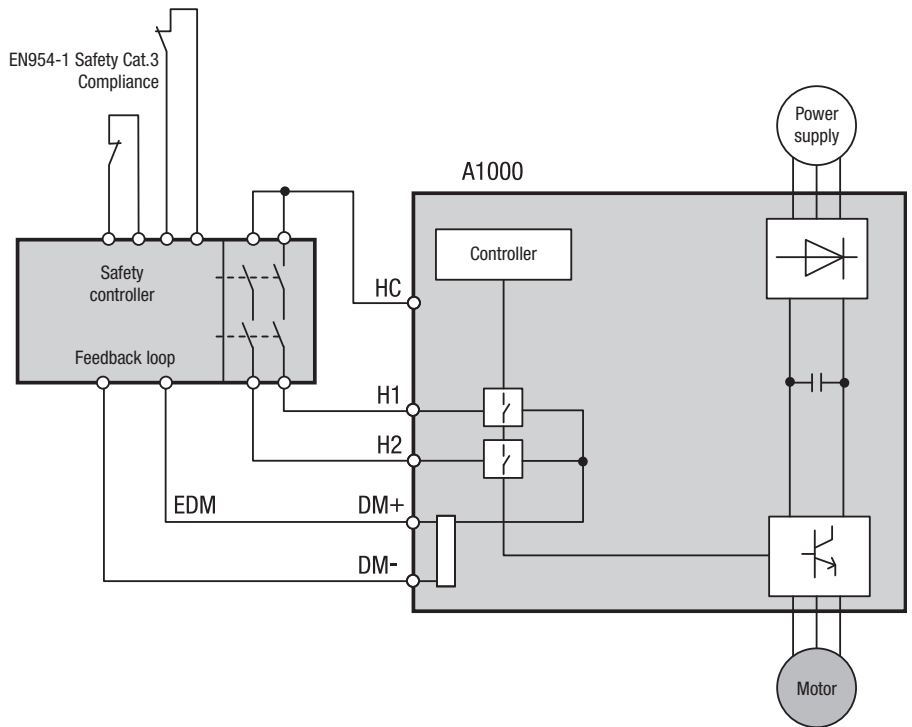 EN954-1 Safety Cat.3
Compliance
Power
supply
A1000
Safety
controller
Controller
HC
Feedback loop
H1
H2
EDM
DM+
DM-
Motor